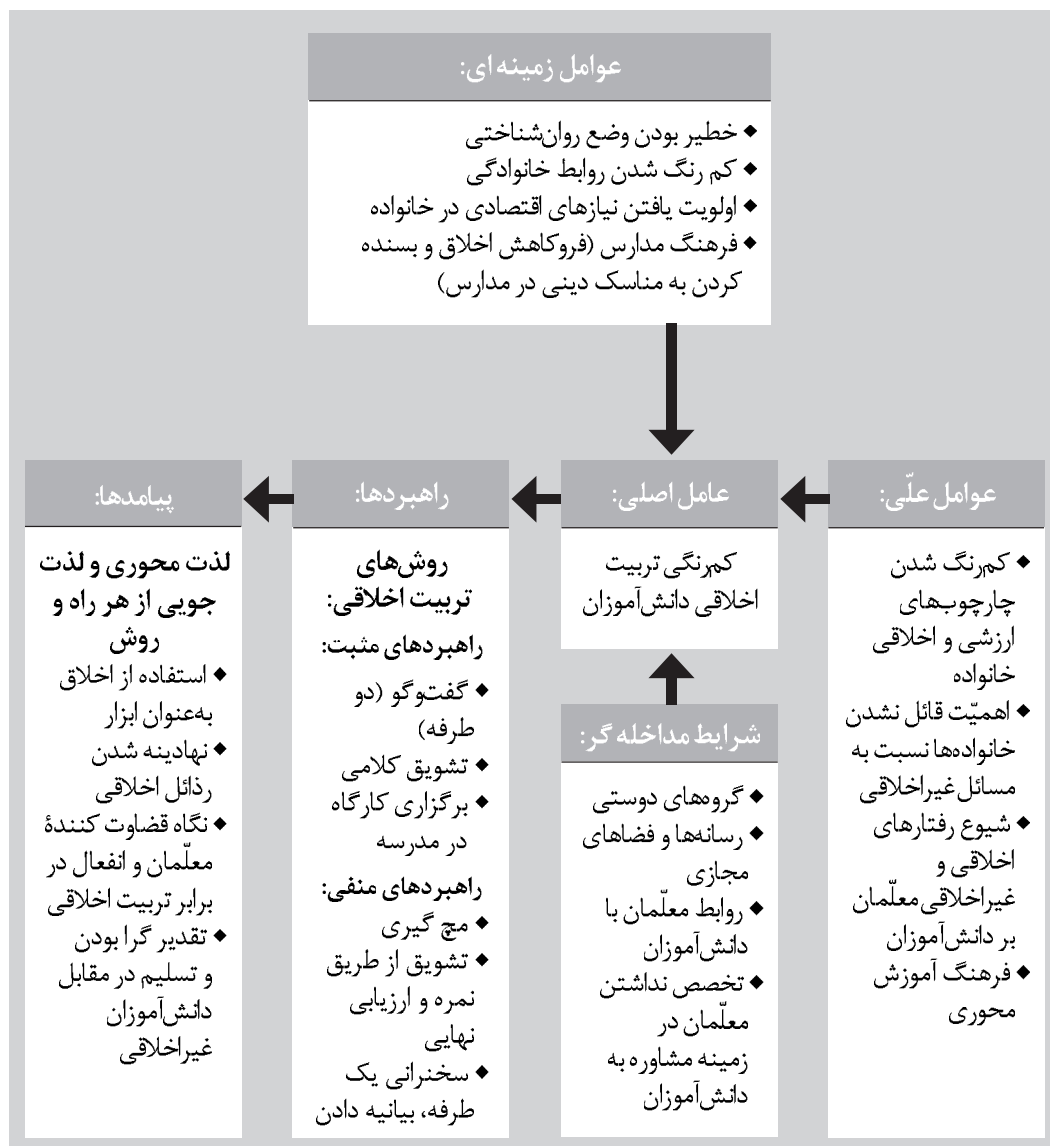 عوامل زمینه ای:
◆ خطیر بودن وضع روان‌شناختی
◆ کم رنگ شدن روابط خانوادگی
◆ اولویت یافتن نیازهای اقتصادی در خانواده
◆ فرهنگ مدارس (فروکاهش اخلاق و بسنده
کردن به مناسک دینی در مدارس)
عوامل علّی:
◆ کم‌رنگ شدن
چارچوب‌های
ارزشی و اخلاقی
خانواده
◆ اهمیّت قائل نشدن
خانواده‌ها نسبت به
مسائل غیراخلاقی
◆ شیوع رفتارهای
اخلاقی و
غیراخلاقی معلّمان
بر دانش‌آموزان
◆ فرهنگ آموزش
محوری
عامل اصلی:
کم‌رنگی تربیت
اخلاقی دانش‌آموزان
شرایط مداخله گر:
◆ گروه‌های دوستی
◆ رسانه‌ها و فضاهای
مجازی
◆ روابط معلّمان با
دانش‌آموزان
◆ تخصص نداشتن
معلّمان در
زمینه مشاوره به
دانش‌آموزان
راهبردها:
روش‌های
تربیت اخلاقی:
راهبردهای مثبت:
◆ گفت‌وگو (دو
طرفه)
◆ تشویق کلامی
◆ برگزاری کارگاه
در مدرسه
راهبردهای منفی:
◆ مچ گیری
◆ تشویق از طریق
نمره و ارزیابی
نهایی
◆ سخنرانی یک
طرفه، بیانیه دادن
پیامدها:
لذت محوری و لذت
جویی از هر راه و
روش
◆ استفاده از اخلاق
به‌عنوان ابزار
◆ نهادینه شدن
رذائل اخلاقی
◆ نگاه قضاوت کنندۀ
معلّمان و انفعال در
برابر تربیت اخلاقی
◆ تقدیر گرا بودن
و تسلیم در مقابل
دانش‌آموزان
غیراخلاقی